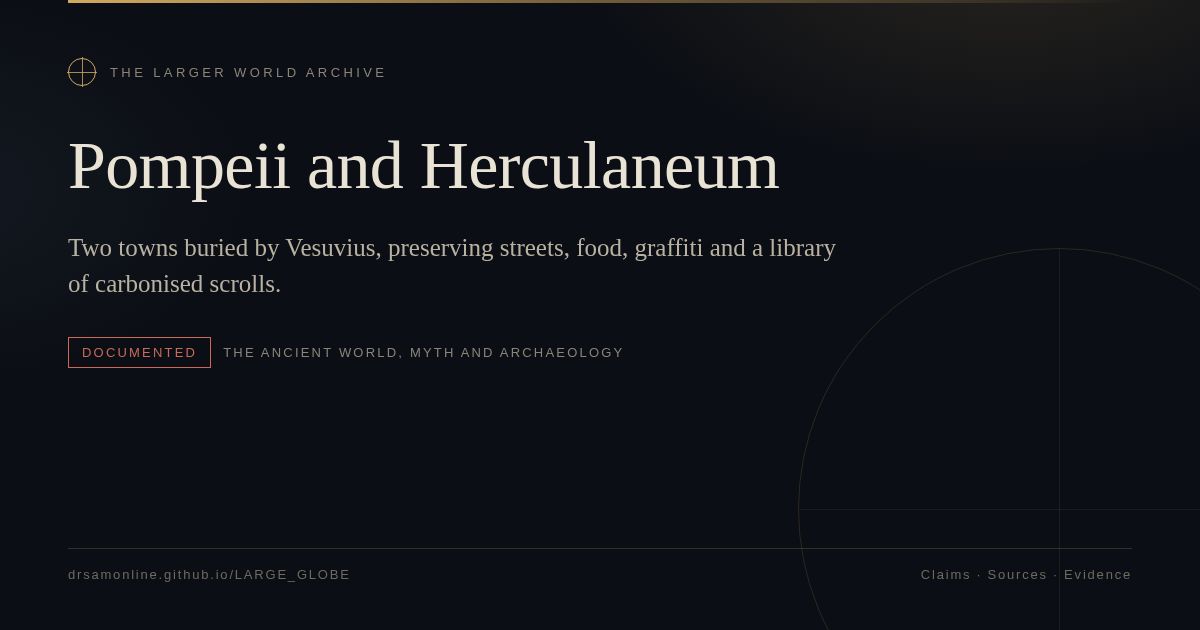 THE LARGER WORLD ARCHIVE
Pompeii and Herculaneum
Two towns buried by Vesuvius, preserving streets, food, graffiti and a library
of carbonised scrolls.
DOCUMENTED THE ANCIENT WORLD, MYTH AND ARCHAEOLOGY
drsamonline.github.io/LARGE_GLOBE Claims · Sources · Evidence